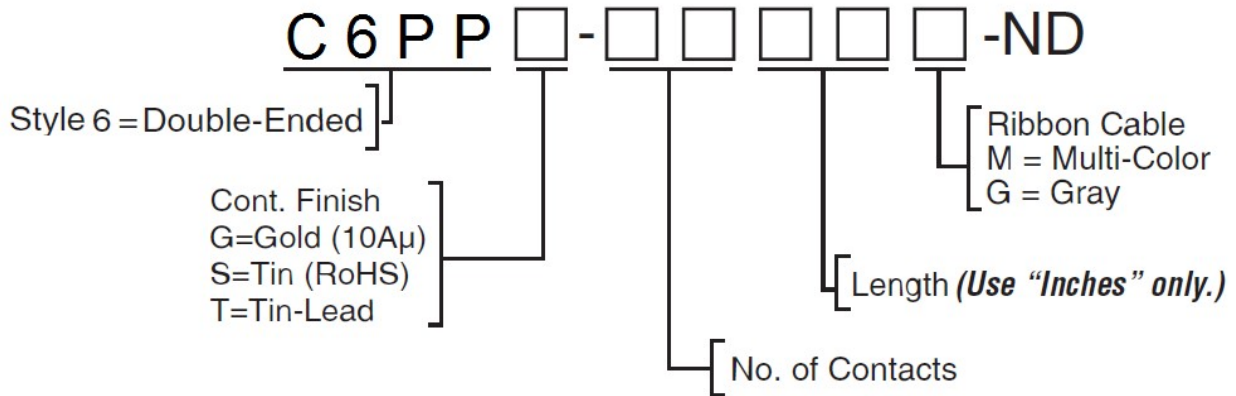 C 6 P P □ - □ □ □ □ □ -ND
Style 6 = Double-Ended
Ribbon Cable
M = Multi-Color
G = Gray
Cont. Finish
G=Gold (10Aµ)
S=Tin (RoHS)
T=Tin-Lead
Length (Use “Inches” only.)
No. of Contacts